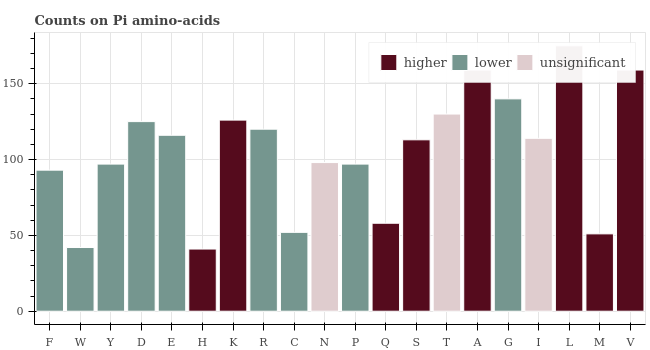 Counts on Pi amino-acids
higher lower unsignificant
150
100
50
0
F W Y D E H K R C N P Q S T A G I L M V